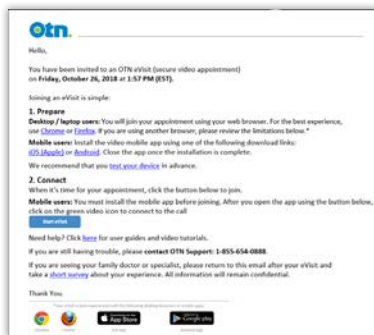 Otn.
Hello,
You have been invited to an OTN eVisit (secure video appointment)
on Friday, October 26, 2018 at 1:57 PM (EST).
Joining an eVisit is simple:
1. Prepare
Desktop / laptop users: You will join your appointment using your web browser. For the best experience,
use Chrome or Firefox. If you are using another browser, please review the limitations below.*
Mobile users: Install the video mobile app using one of the following download links:
iOS (Apple) or Android. Close the app once the installation is complete.
We recommend that you test your device in advance.
2. Connect
When it's time for your appointment, click the button below to join.
Mobile users: You must install the mobile app before joining. After you open the app using the button below,
click on the green video icon to connect to the call
Start eVisit
Need help? Click here for user guides and video tutorials.
If you are still having trouble, please contact OTN Support: 1-855-654-0888.
If you are seeing your family doctor or specialist, please return to this email after your eVisit and
take a short survey about your experience. All information will remain confidential.
Thank You.
App Store
Google play